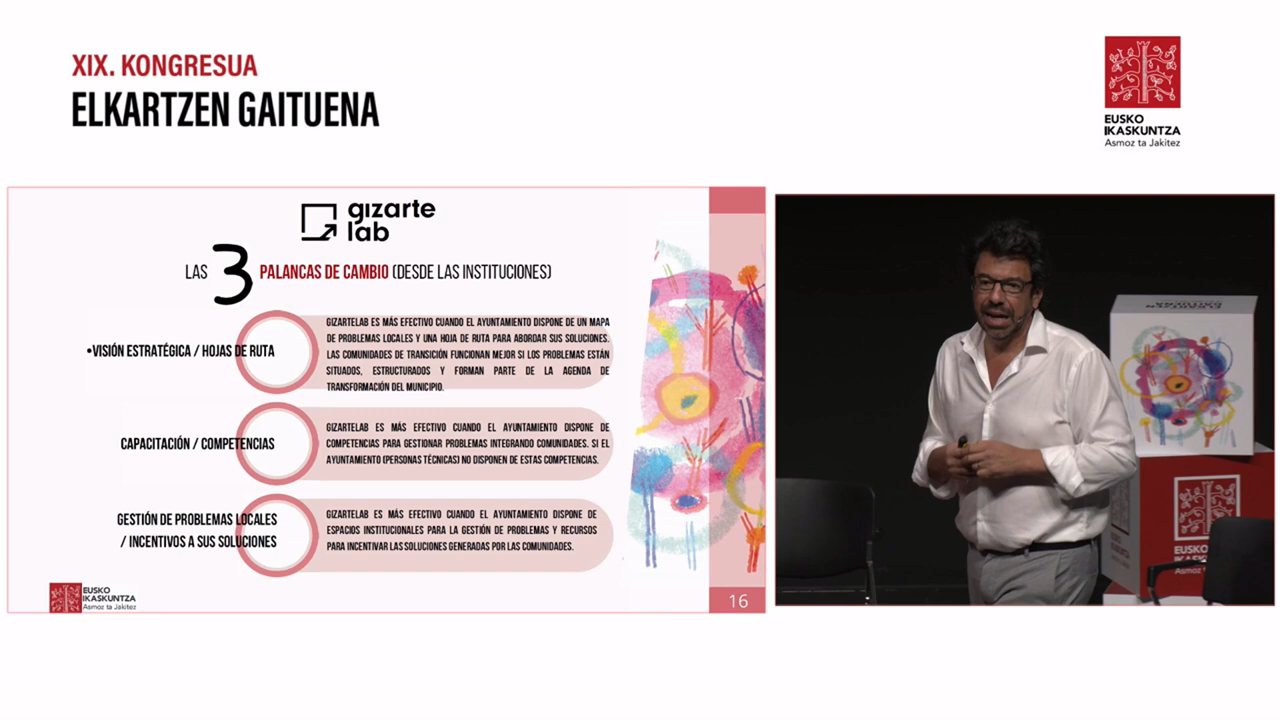 XIX. KONGRESUA
ELKARTZEN GAITUENA
EUSKO
IKASKUNTZA
Asmoz ta Jakitez
gizarte
lab
LAS 3 PALANCAS DE CAMBIO (DESDE LAS INSTITUCIONES)
•VISIÓN ESTRATÉGICA / HOJAS DE RUTA
GIZARTELAB ES MÁS EFECTIVO CUANDO EL AYUNTAMIENTO DISPONE DE UN MAPA
DE PROBLEMAS LOCALES Y UNA HOJA DE RUTA PARA ABORDAR SUS SOLUCIONES.
LAS COMUNIDADES DE TRANSICIÓN FUNCIONAN MEJOR SI LOS PROBLEMAS ESTÁN
SITUADOS, ESTRUCTURADOS Y FORMAN PARTE DE LA AGENDA DE
TRANSFORMACIÓN DEL MUNICIPIO.
CAPACITACIÓN / COMPETENCIAS
GIZARTELAB ES MÁS EFECTIVO CUANDO EL AYUNTAMIENTO DISPONE DE
COMPETENCIAS PARA GESTIONAR PROBLEMAS INTEGRANDO COMUNIDADES. SI EL
AYUNTAMIENTO (PERSONAS TÉCNICAS) NO DISPONEN DE ESTAS COMPETENCIAS.
GESTIÓN DE PROBLEMAS LOCALES
/ INCENTIVOS A SUS SOLUCIONES
GIZARTELAB ES MÁS EFECTIVO CUANDO EL AYUNTAMIENTO DISPONE DE
ESPACIOS INSTITUCIONALES PARA LA GESTIÓN DE PROBLEMAS Y RECURSOS
PARA INCENTIVAR LAS SOLUCIONES GENERADAS POR LAS COMUNIDADES.
EUSKO
IKASKUNTZA
Asmoz ta Jakitez
16
EUSKO